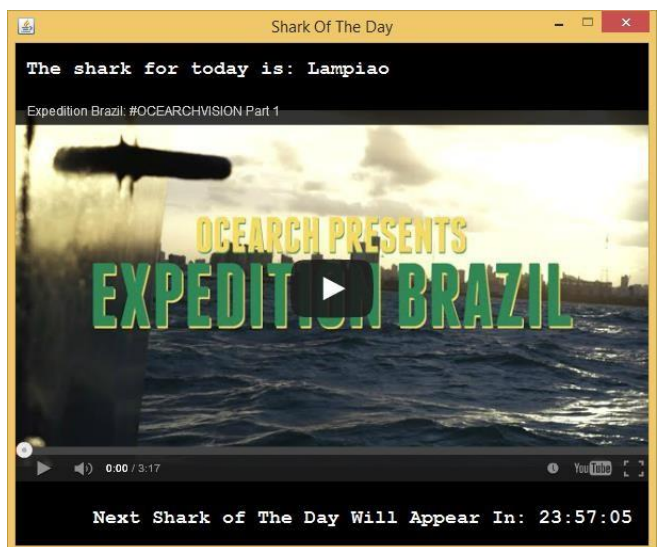 Shark Of The Day
The shark for today is: Lampiao
Expedition Brazil: #OCEARCHVISION Part 1
OCEARCH PRESENTS
EXPEDITION BRAZIL
0:00 / 3:17
YouTube
Next Shark of The Day Will Appear In: 23:57:05